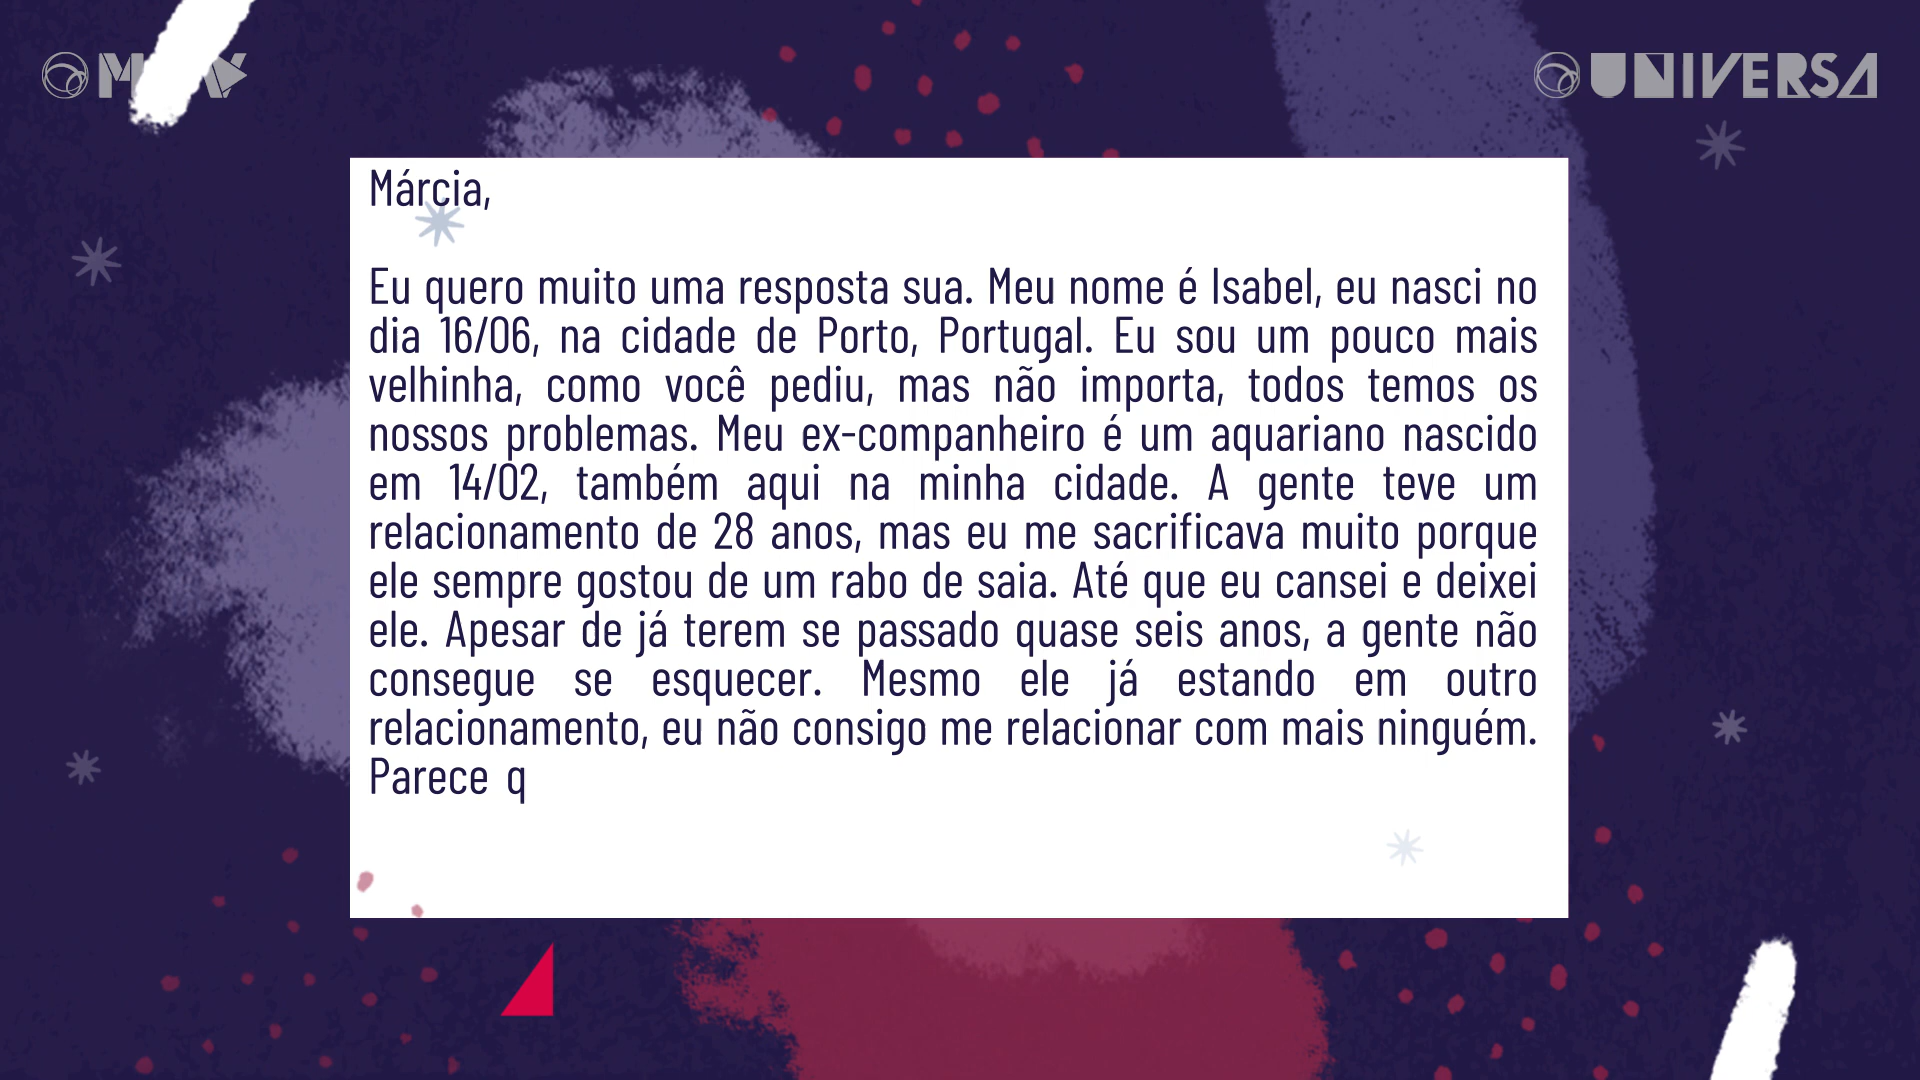 UNIVERSA
Márcia,
Eu quero muito uma resposta sua. Meu nome é Isabel, eu nasci no
dia 16/06, na cidade de Porto, Portugal. Eu sou um pouco mais
velhinha, como você pediu, mas não importa, todos temos os
nossos problemas. Meu ex-companheiro é um aquariano nascido
em 14/02, também aqui na minha cidade. A gente teve um
relacionamento de 28 anos, mas eu me sacrificava muito porque
ele sempre gostou de um rabo de saia. Até que eu cansei e deixei
ele. Apesar de já terem se passado quase seis anos, a gente não
consegue se esquecer. Mesmo ele já estando em outro
relacionamento, eu não consigo me relacionar com mais ninguém.
Parece q